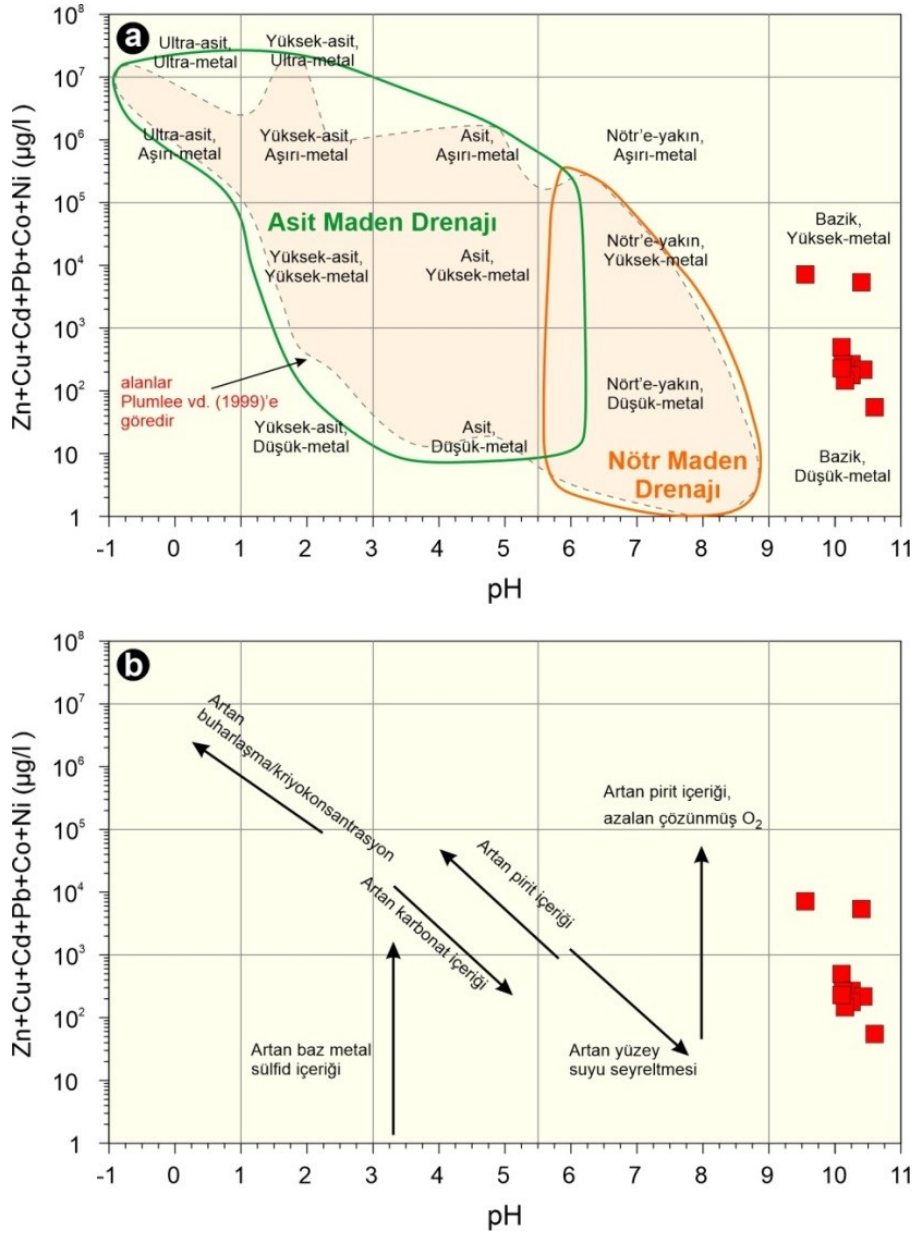 a
Zn+Cu+Cd+Pb+Co+Ni (µg/l )
10⁸
10⁷
10⁶
10⁵
10⁴
10³
10²
10
1
Ultra-asit,
Ultra-metal
Yüksek-asit,
Ultra-metal
Ultra-asit,
Aşırı-metal
Yüksek-asit,
Aşırı-metal
Asit,
Aşırı-metal
Nötr'e-yakın,
Aşırı-metal
Asit Maden Drenajı
Yüksek-asit,
Yüksek-metal
Asit,
Yüksek-metal
Nötr'e-yakın,
Yüksek-metal
Bazik,
Yüksek-metal
alanlar
Plumlee vd. (1999)'e
göredir
Yüksek-asit,
Düşük-metal
Asit,
Düşük-metal
Nört'e-yakın,
Düşük-metal
Nötr Maden
Drenajı
Bazik,
Düşük-metal
-1 0 1 2 3 4 5 6 7 8 9 10 11
pH
b
Zn+Cu+Cd+Pb+Co+Ni (µg/l )
10⁸
10⁷
10⁶
10⁵
10⁴
10³
10²
10
1
Artan
buharlaşma/kriyokonsantrasyon
Artan karbonat içeriği
Artan pirit içeriği
Artan pirit içeriği,
azalan çözünmüş O₂
Artan baz metal
sülfid içeriği
Artan yüzey
suyu seyreltmesi
-1 0 1 2 3 4 5 6 7 8 9 10 11
pH